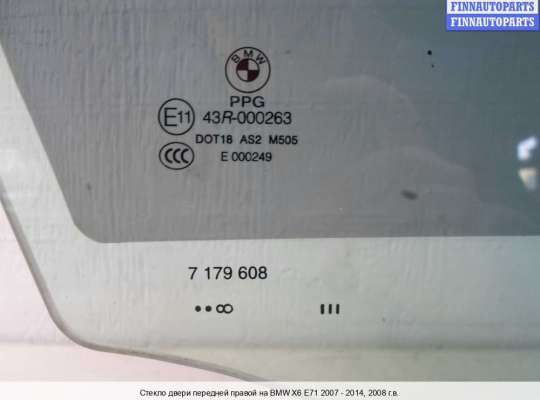 FINNAUTOPARTS
FINNAUTOPARTS
BMW
PPG
E11 43R-000263
DOT18 AS2 M505
CCC E 000249
7 179 608
Стекло двери передней правой на BMW X6 E71 2007 - 2014, 2008 г.в.